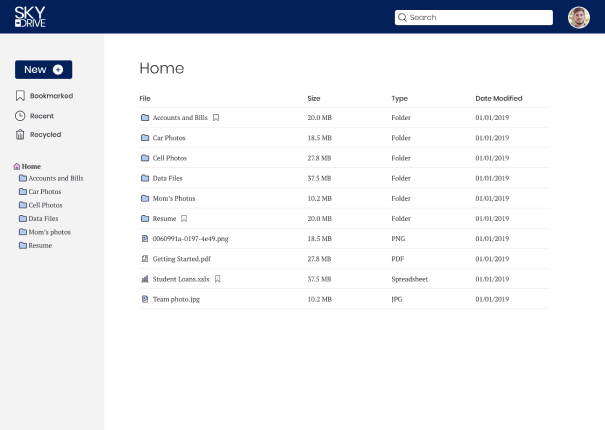 SKY
DRIVE
Search
New
Bookmarked
Recent
Recycled
Home
Accounts and Bills
Car Photos
Cell Photos
Data Files
Mom's photos
Resume
Home
File Size Type Date Modified
Accounts and Bills 20.0 MB Folder 01/01/2019
Car Photos 18.5 MB Folder 01/01/2019
Cell Photos 27.8 MB Folder 01/01/2019
Data Files 37.5 MB Folder 01/01/2019
Mom's Photos 10.2 MB Folder 01/01/2019
Resume 20.0 MB Folder 01/01/2019
0060991a-0197-4e49.png 18.5 MB PNG 01/01/2019
Getting Started.pdf 27.8 MB PDF 01/01/2019
Student Loans.xslx 37.5 MB Spreadsheet 01/01/2019
Team photo.jpg 10.2 MB JPG 01/01/2019